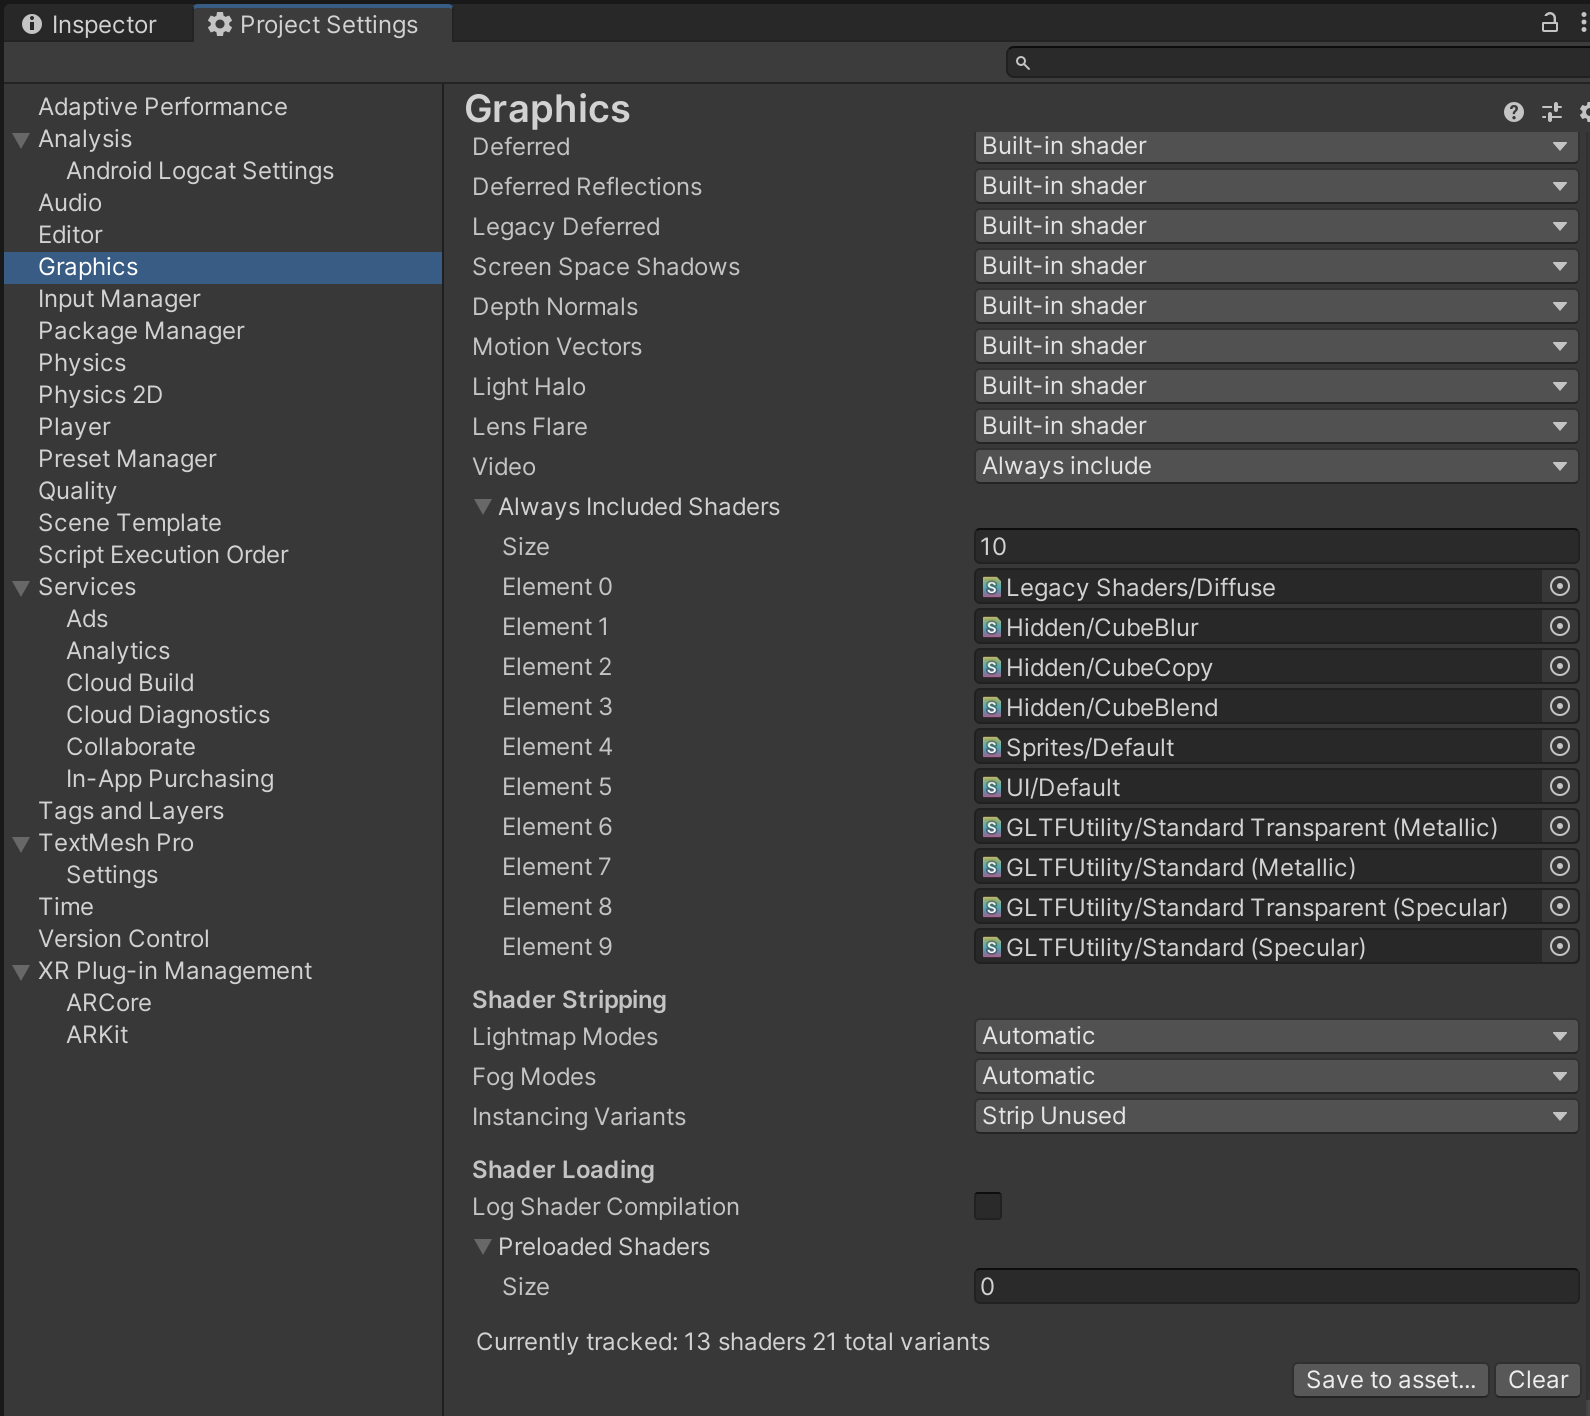 Inspector
Project Settings
Adaptive Performance
Analysis
Android Logcat Settings
Audio
Editor
Graphics
Input Manager
Package Manager
Physics
Physics 2D
Player
Preset Manager
Quality
Scene Template
Script Execution Order
Services
Ads
Analytics
Cloud Build
Cloud Diagnostics
Collaborate
In-App Purchasing
Tags and Layers
TextMesh Pro
Settings
Time
Version Control
XR Plug-in Management
ARCore
ARKit
Graphics
Deferred Built-in shader
Deferred Reflections Built-in shader
Legacy Deferred Built-in shader
Screen Space Shadows Built-in shader
Depth Normals Built-in shader
Motion Vectors Built-in shader
Light Halo Built-in shader
Lens Flare Built-in shader
Video Always include
Always Included Shaders
Size 10
Element 0 Legacy Shaders/Diffuse
Element 1 Hidden/CubeBlur
Element 2 Hidden/CubeCopy
Element 3 Hidden/CubeBlend
Element 4 Sprites/Default
Element 5 UI/Default
Element 6 GLTFUtility/Standard Transparent (Metallic)
Element 7 GLTFUtility/Standard (Metallic)
Element 8 GLTFUtility/Standard Transparent (Specular)
Element 9 GLTFUtility/Standard (Specular)
Shader Stripping
Lightmap Modes Automatic
Fog Modes Automatic
Instancing Variants Strip Unused
Shader Loading
Log Shader Compilation
Preloaded Shaders
Size 0
Currently tracked: 13 shaders 21 total variants
Save to asset... Clear